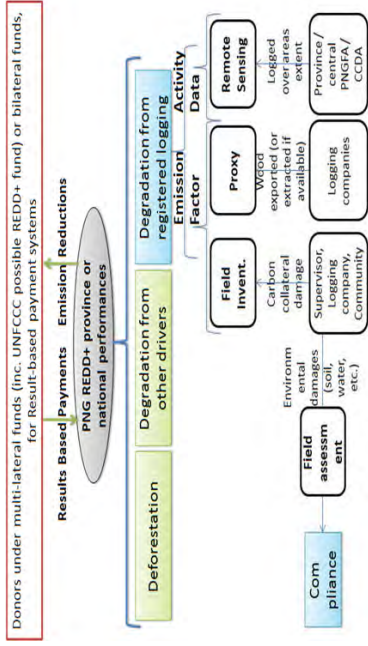 Donors under multi-lateral funds (inc. UNFCCC possible REDD+ fund) or bilateral funds,
for Result-based payment systems
Results Based Payments
Emission Reductions
PNG REDD+ province or
national performances
Deforestation
Degradation from
other drivers
Degradation from
registered logging
Emission
Factor
Activity
Data
Field
Invent.
Proxy
Remote
Sensing
Carbon
collateral
damage
Wood
exported (or
extracted if
available)
Logged
over areas
extent
Supervisor,
Logging
company,
Community
Logging
companies
Province/
central
PNGFA/
CCDA
Environm
ental
damages
(soil,
water,
etc.)
Field
assessm
ent
Com
pliance